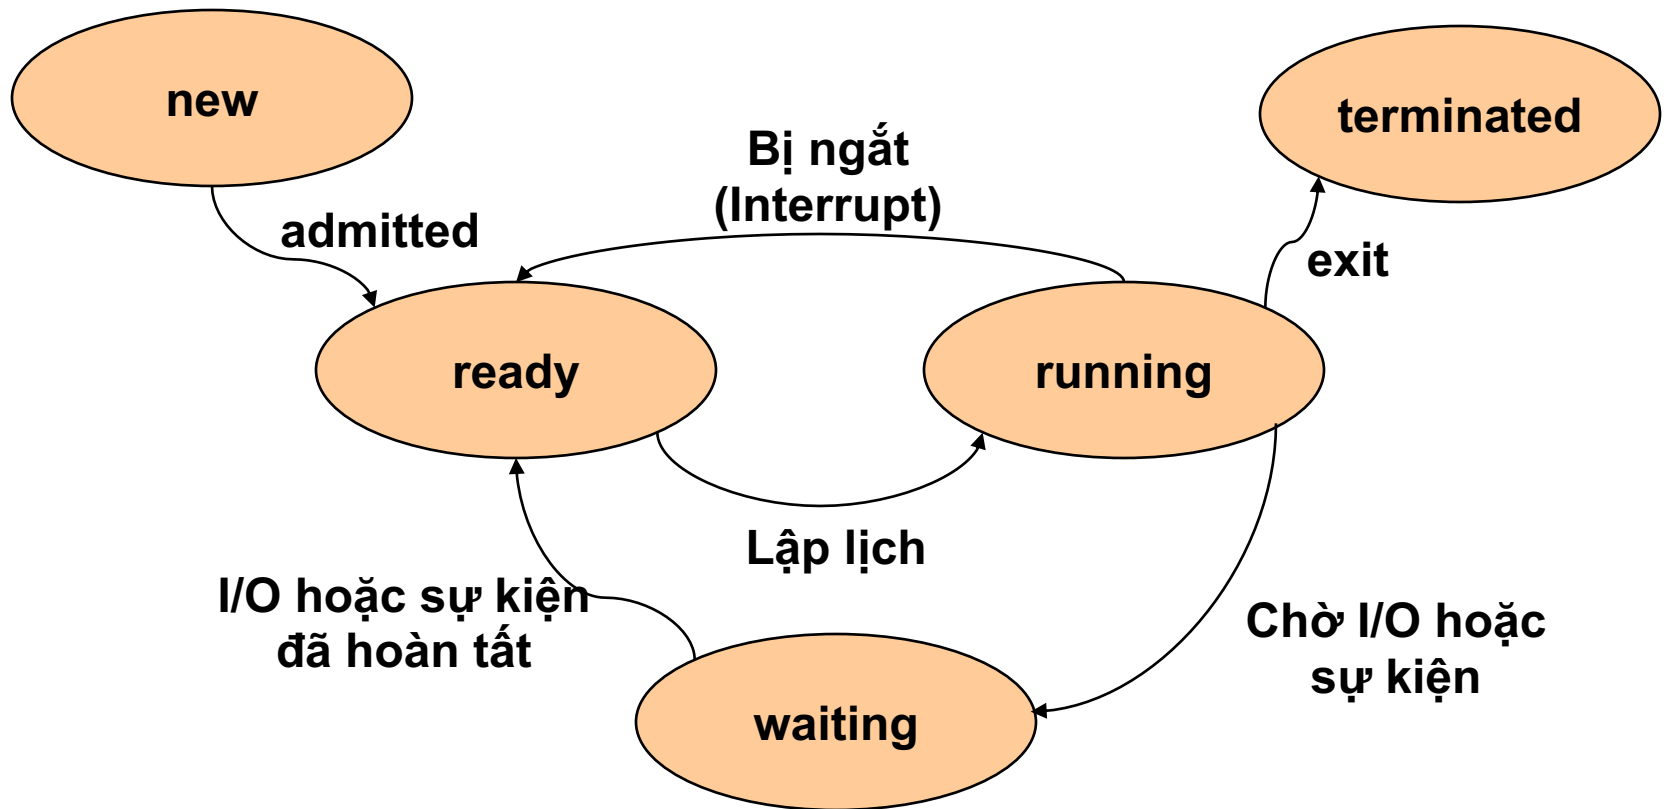 new
terminated
Bị ngắt
(Interrupt)
admitted
exit
ready
running
Lập lịch
I/O hoặc sự kiện
đã hoàn tất
Chờ I/O hoặc
sự kiện
waiting